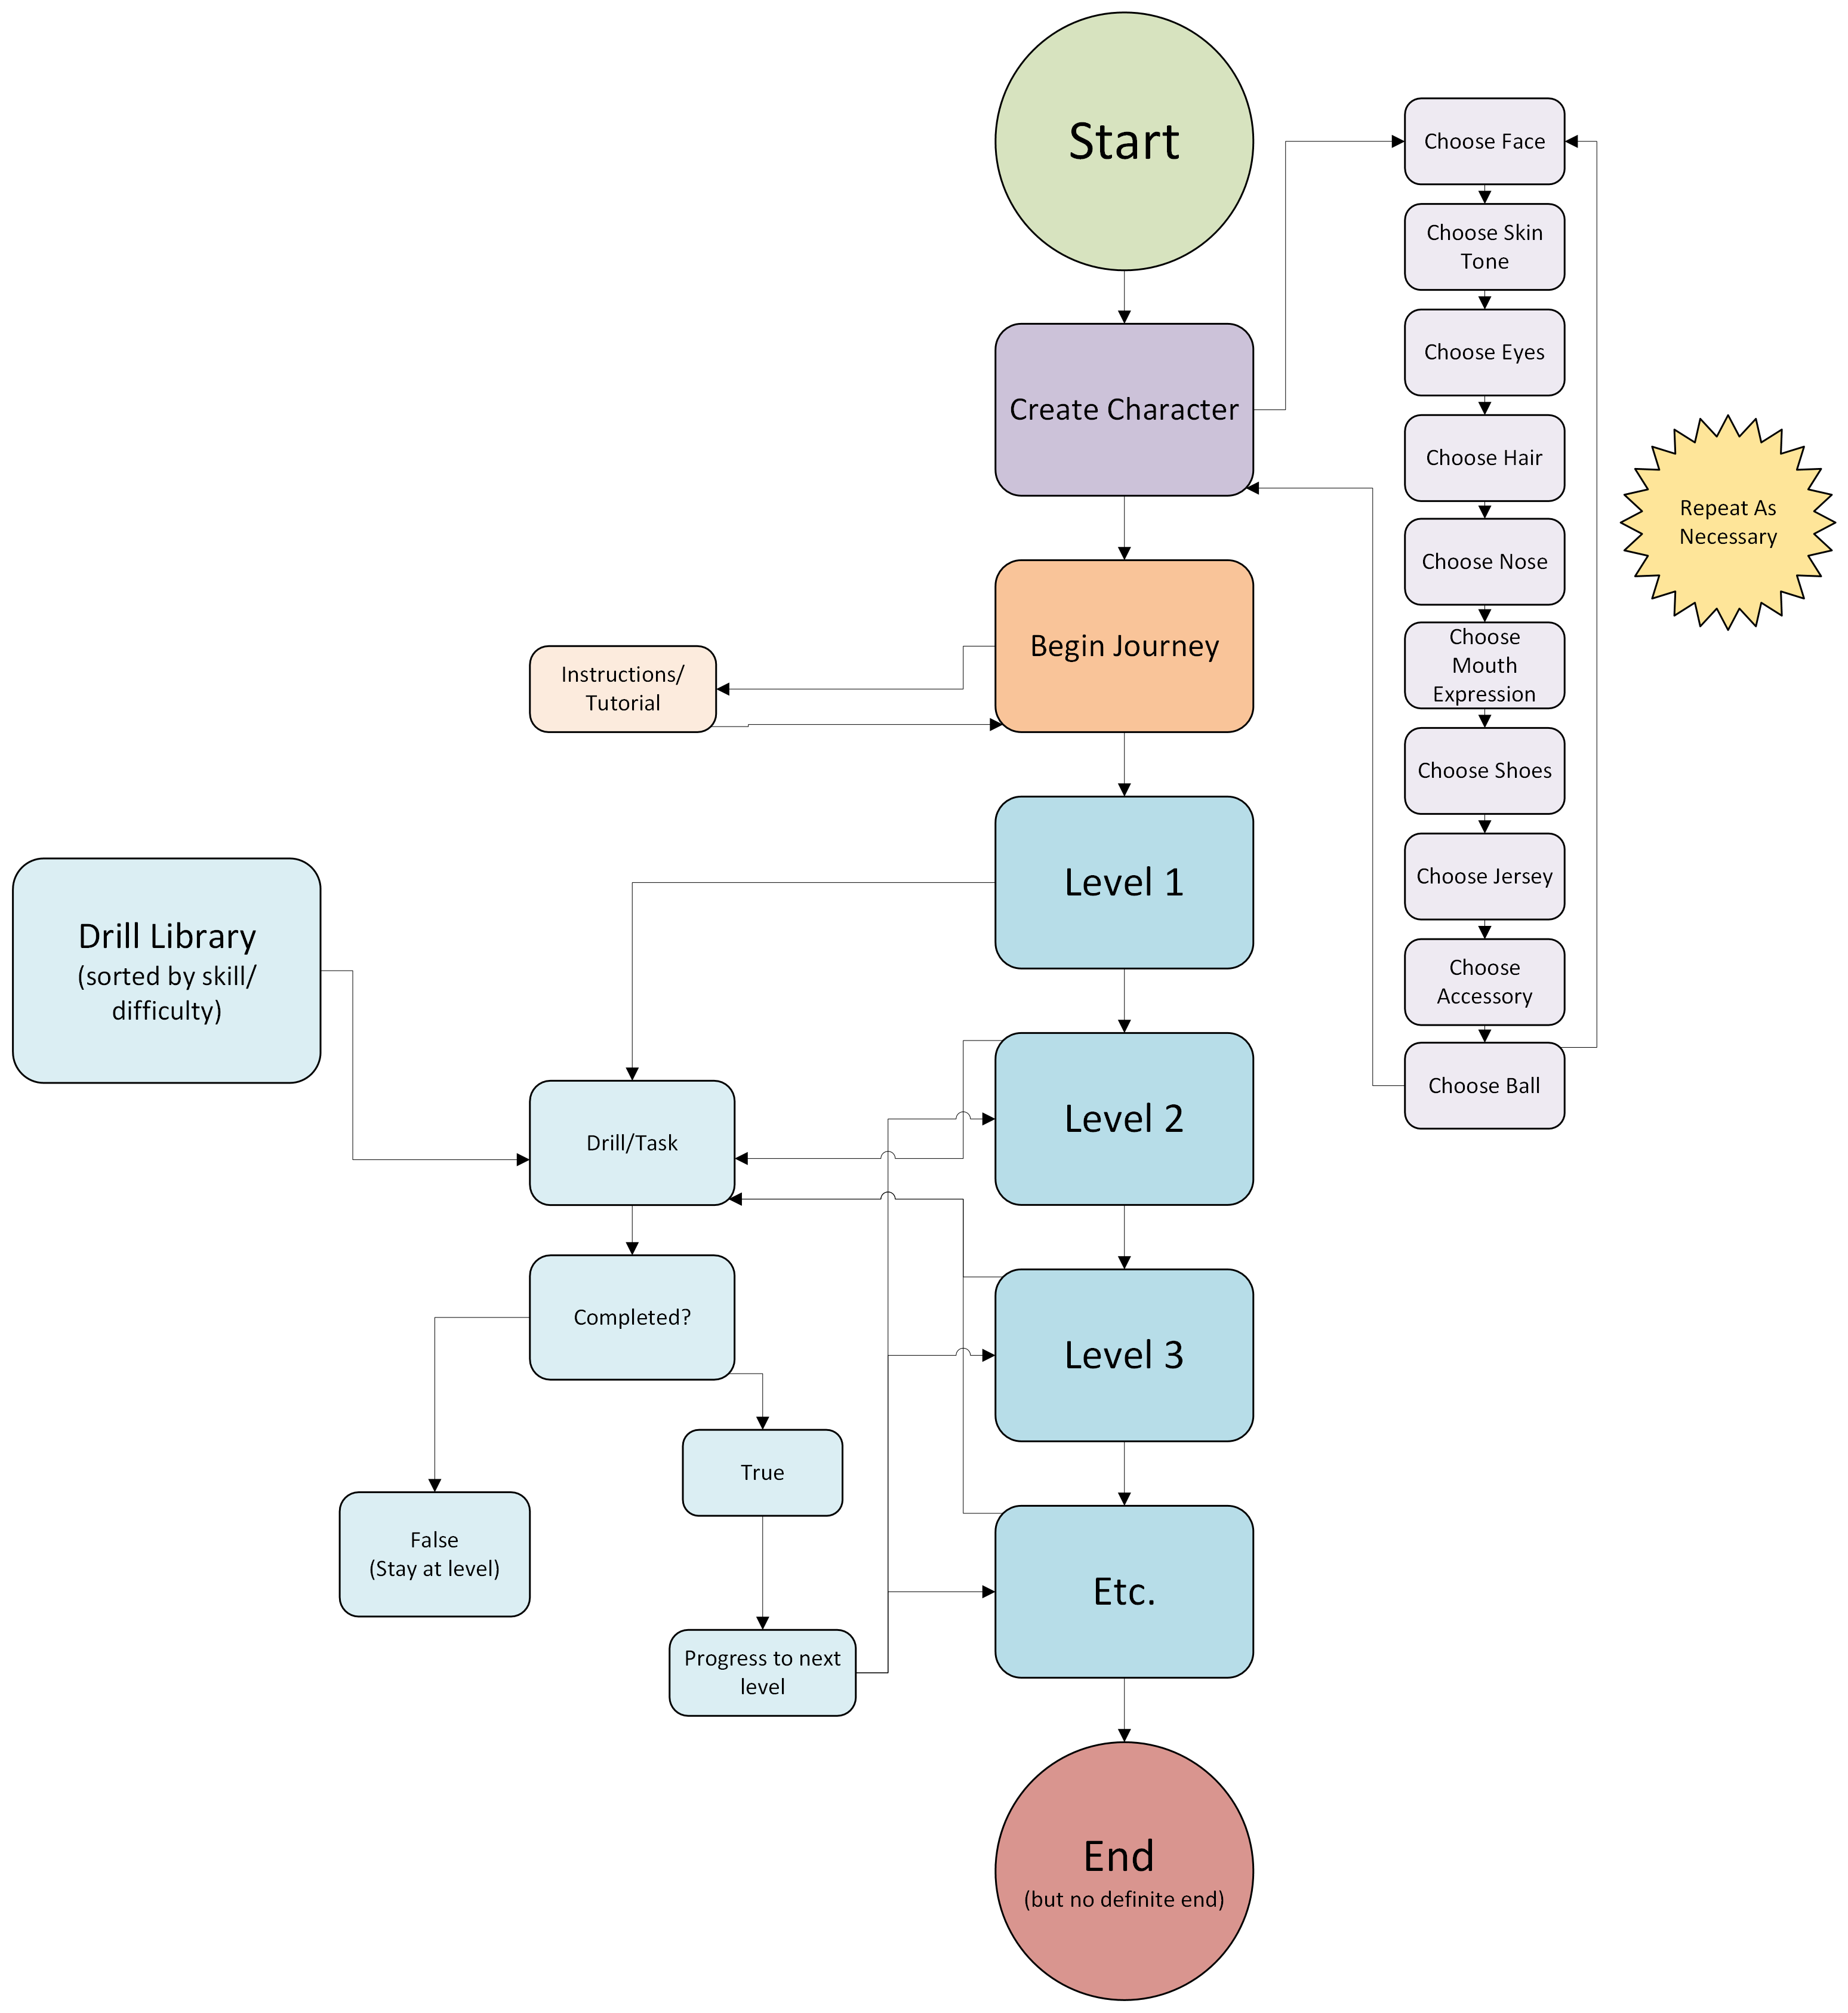 Start
Create Character
Begin Journey
Instructions/
Tutorial
Level 1
Drill Library
(sorted by skill/
difficulty)
Level 2
Drill/Task
Completed?
Level 3
True
False
(Stay at level)
Etc.
Progress to next
level
End
(but no definite end)
Choose Face
Choose Skin
Tone
Choose Eyes
Choose Hair
Choose Nose
Choose
Mouth
Expression
Choose Shoes
Choose Jersey
Choose
Accessory
Choose Ball
Repeat As
Necessary